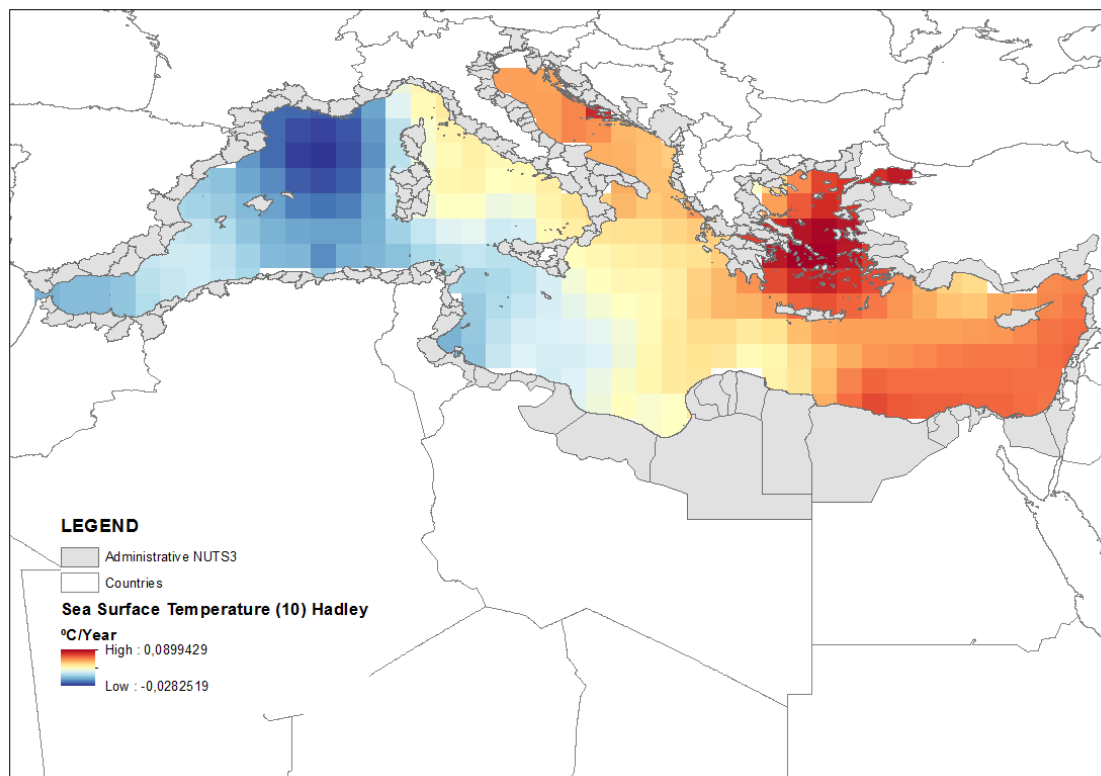 LEGEND
Administrative NUTS3
Countries
Sea Surface Temperature (10) Hadley
ºC/Year
High : 0,0899429
Low : -0,0282519